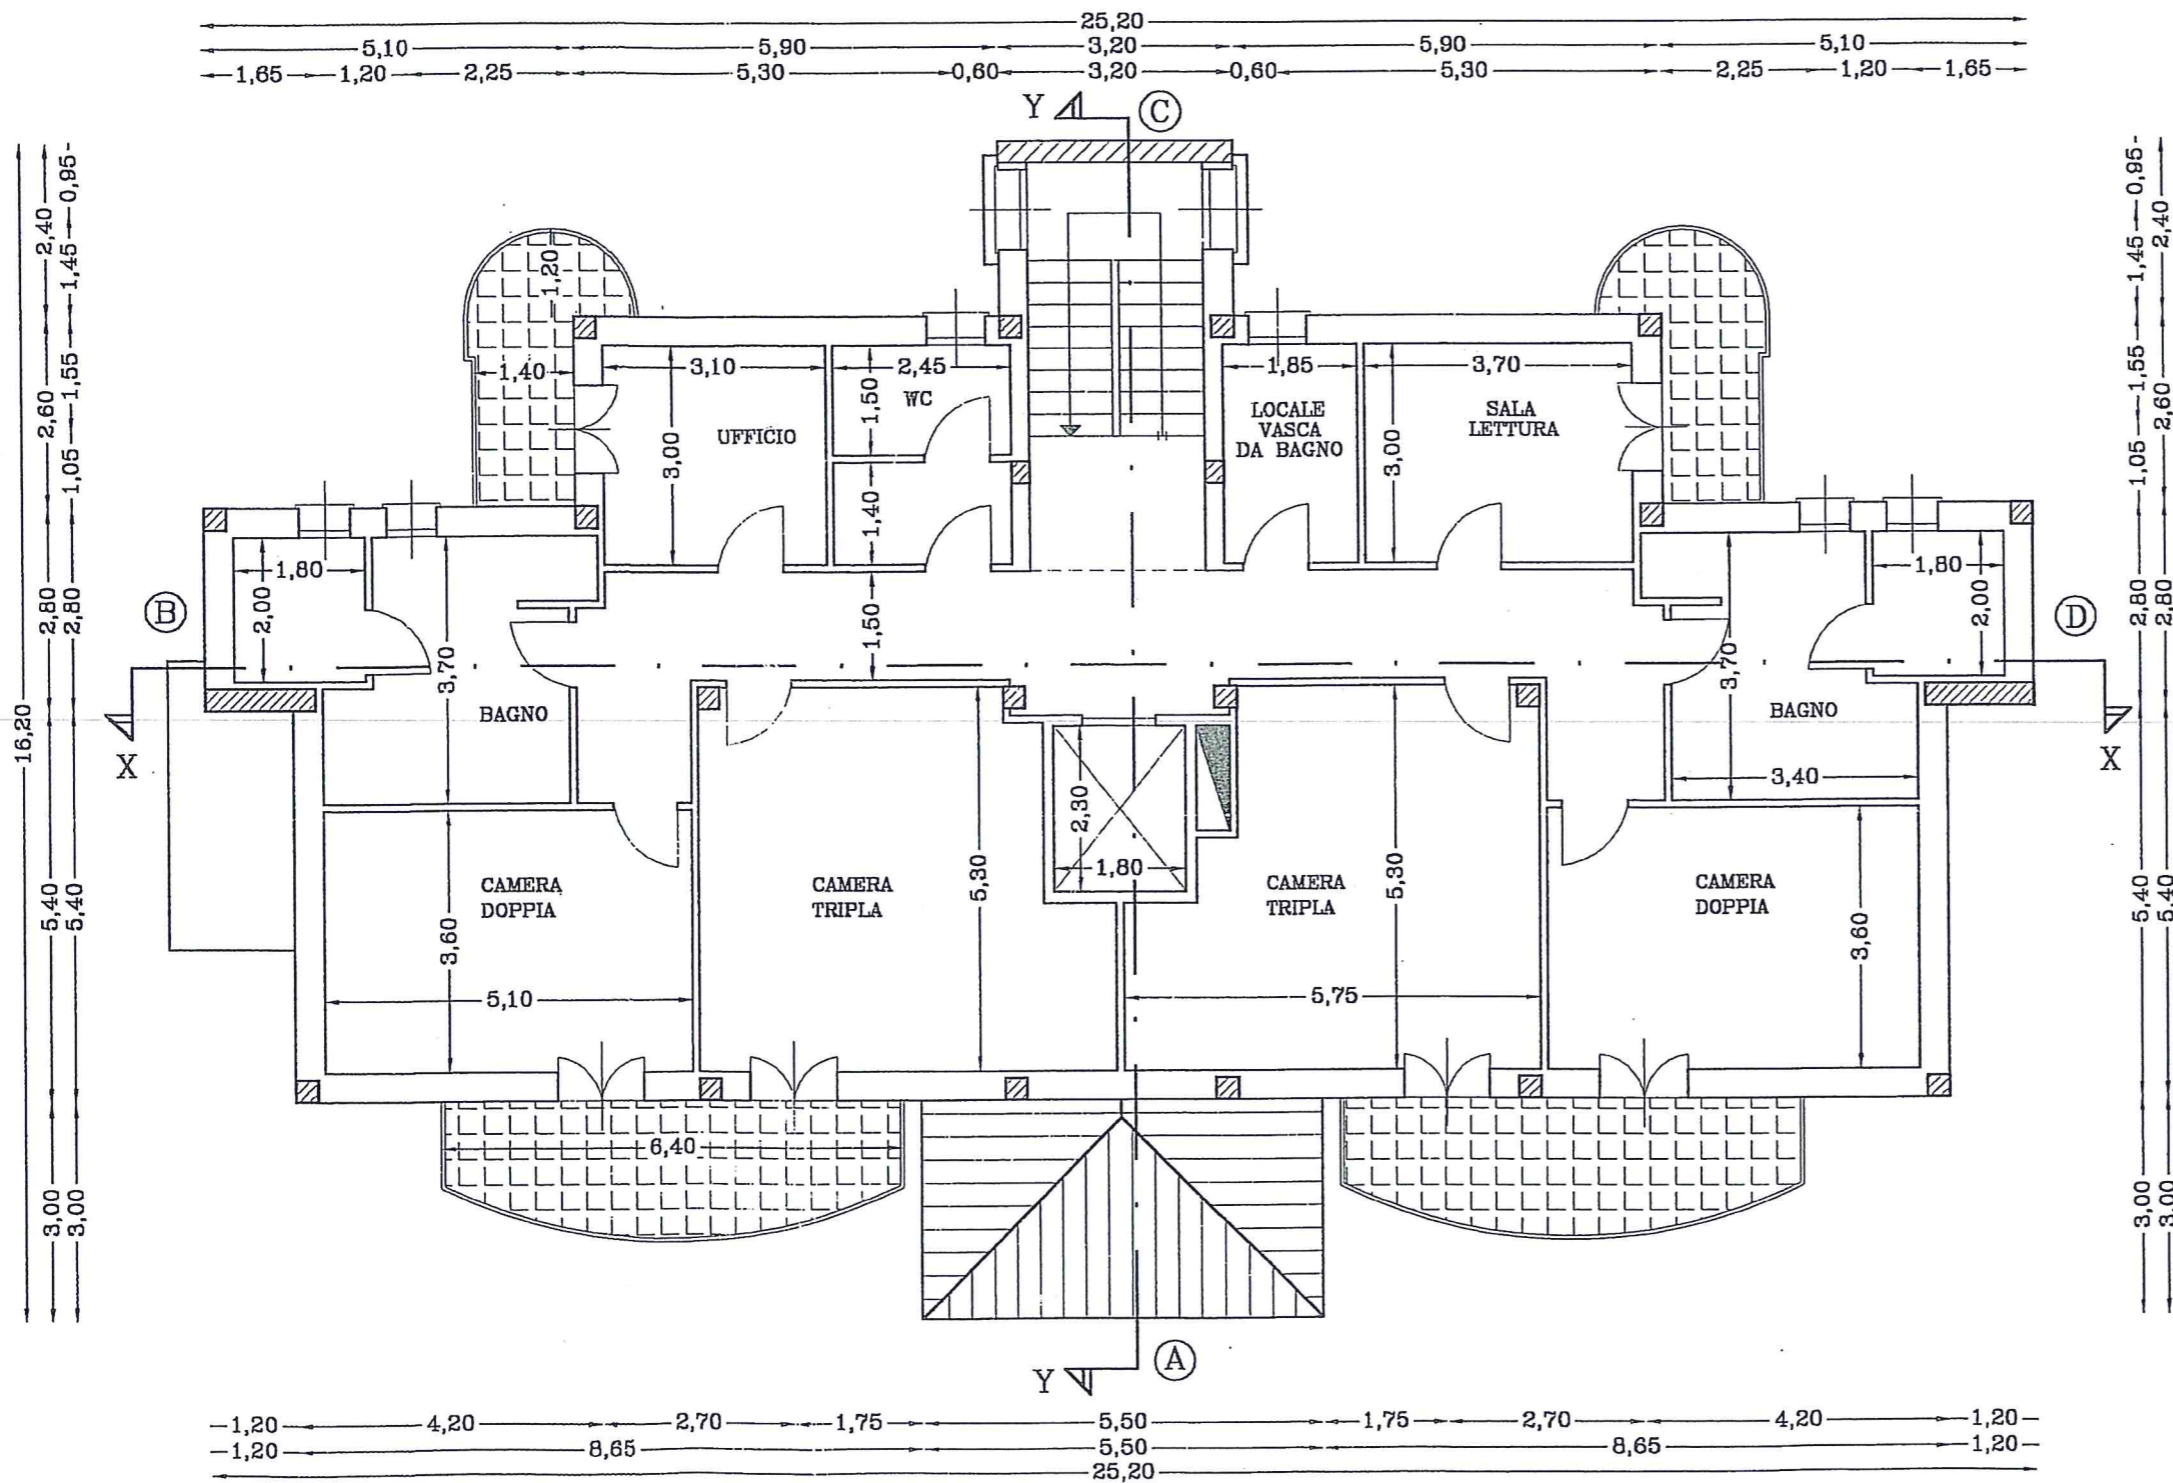 25,20
5,10 5,90 3,20 5,90 5,10
1,65 1,20 2,25 5,30 0,60 3,20 0,60 5,30 2,25 1,20 1,65
Y C
16,20
2,40 2,60 2,80 5,40 3,00
0,95 1,45 1,55 1,05 2,80 5,40 3,00
0,95 1,45 1,55 1,05 2,80 5,40 3,00
2,40 2,60 2,80 5,40 3,00
1,20
1,40
3,10
3,00
UFFICIO
2,45
1,50
WC
1,40
1,85
LOCALE
VASCA
DA BAGNO
3,70
3,00
SALA
LETTURA
B
1,80
2,00
3,70
BAGNO
1,50
3,70
BAGNO
3,40
1,80
2,00
D
X
X
2,30
1,80
CAMERA
DOPPIA
3,60
5,10
CAMERA
TRIPLA
5,30
CAMERA
TRIPLA
5,30
5,75
CAMERA
DOPPIA
3,60
6,40
Y A
1,20 4,20 2,70 1,75 5,50 1,75 2,70 4,20 1,20
1,20 8,65 5,50 8,65 1,20
25,20